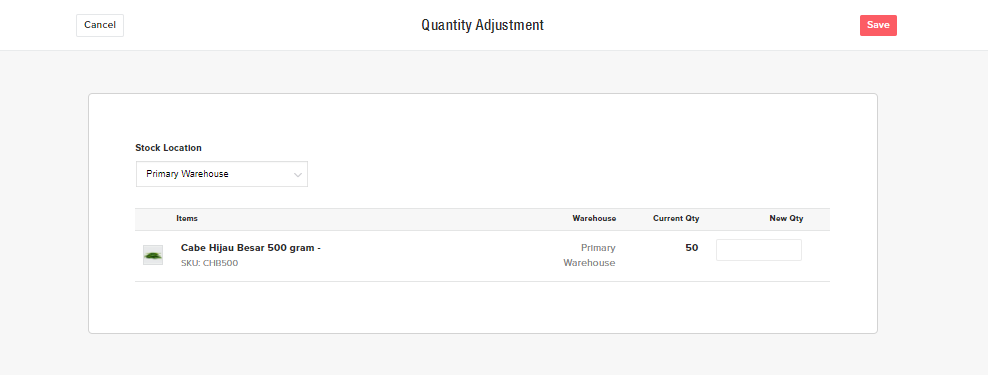 Cancel
Quantity Adjustment
Save
Stock Location
Primary Warehouse
Items Warehouse Current Qty New Qty
Cabe Hijau Besar 500 gram - Primary 50
SKU: CHB500 Warehouse